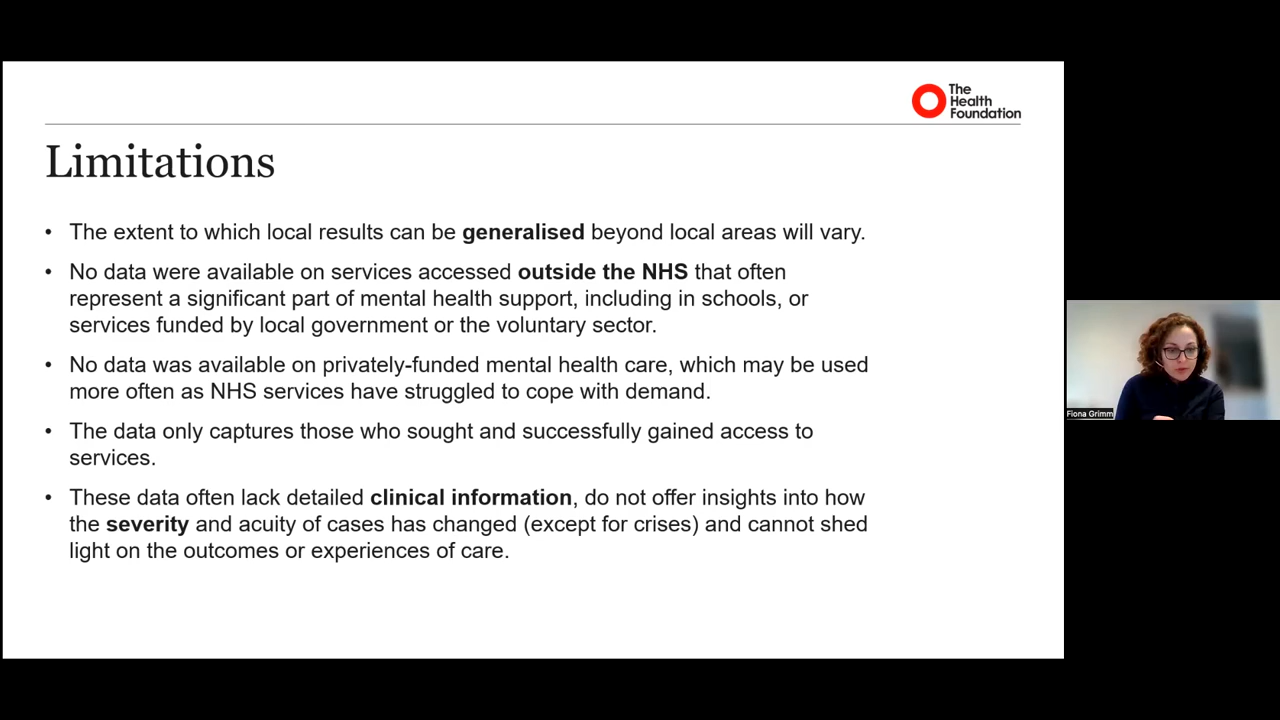 The
Health
Foundation
Limitations
• The extent to which local results can be generalised beyond local areas will vary.
• No data were available on services accessed outside the NHS that often
represent a significant part of mental health support, including in schools, or
services funded by local government or the voluntary sector.
• No data was available on privately-funded mental health care, which may be used
more often as NHS services have struggled to cope with demand.
• The data only captures those who sought and successfully gained access to
services.
• These data often lack detailed clinical information, do not offer insights into how
the severity and acuity of cases has changed (except for crises) and cannot shed
light on the outcomes or experiences of care.
Fiona Grimm